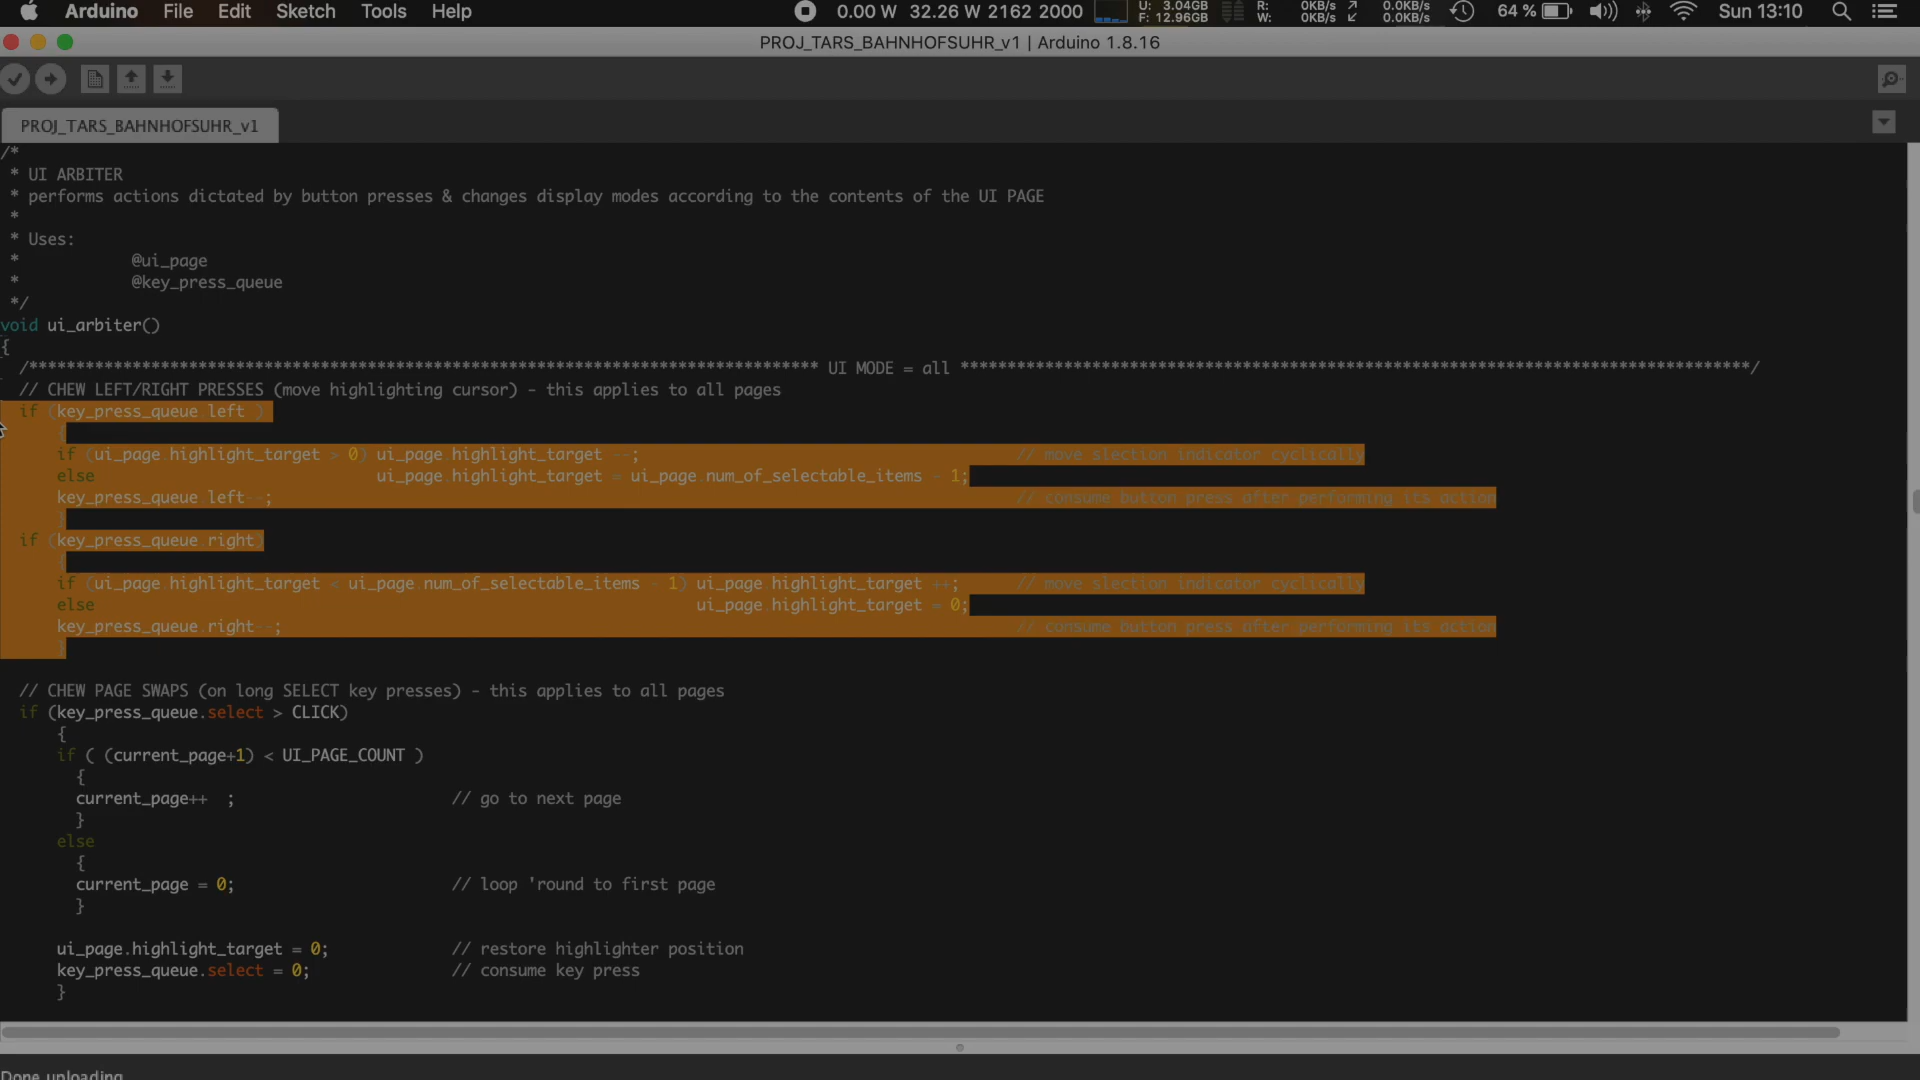 Arduino File Edit Sketch Tools Help 0.00 W 32.26 W 2162 2000 U: 3.04GB F: 12.96GB R: W: 0KB/s 0KB/s 0.0KB/s 0.0KB/s 64 % Sun 13:10
PROJ_TARS_BAHNHOFSUHR_v1 | Arduino 1.8.16
PROJ_TARS_BAHNHOFSUHR_v1
/*
* UI ARBITER
* performs actions dictated by button presses & changes display modes according to the contents of the UI PAGE
*
* Uses:
* @ui_page
* @key_press_queue
*/
void ui_arbiter()
{
/************************************************************************************ UI MODE = all ************************************************************************************/
// CHEW LEFT/RIGHT PRESSES (move highlighting cursor) - this applies to all pages
if (key_press_queue.left )
{
if (ui_page.highlight_target > 0) ui_page.highlight_target --; // move slection indicator cyclically
else ui_page.highlight_target = ui_page.num_of_selectable_items - 1;
key_press_queue.left--; // consume button press after performing its action
}
if (key_press_queue.right)
{
if (ui_page.highlight_target < ui_page.num_of_selectable_items - 1) ui_page.highlight_target ++; // move slection indicator cyclically
else ui_page.highlight_target = 0;
key_press_queue.right--; // consume button press after performing its action
}
// CHEW PAGE SWAPS (on long SELECT key presses) - this applies to all pages
if (key_press_queue.select > CLICK)
{
if ( (current_page+1) < UI_PAGE_COUNT )
{
current_page++ ; // go to next page
}
else
{
current_page = 0; // loop 'round to first page
}
ui_page.highlight_target = 0; // restore highlighter position
key_press_queue.select = 0; // consume key press
}
Done uploading